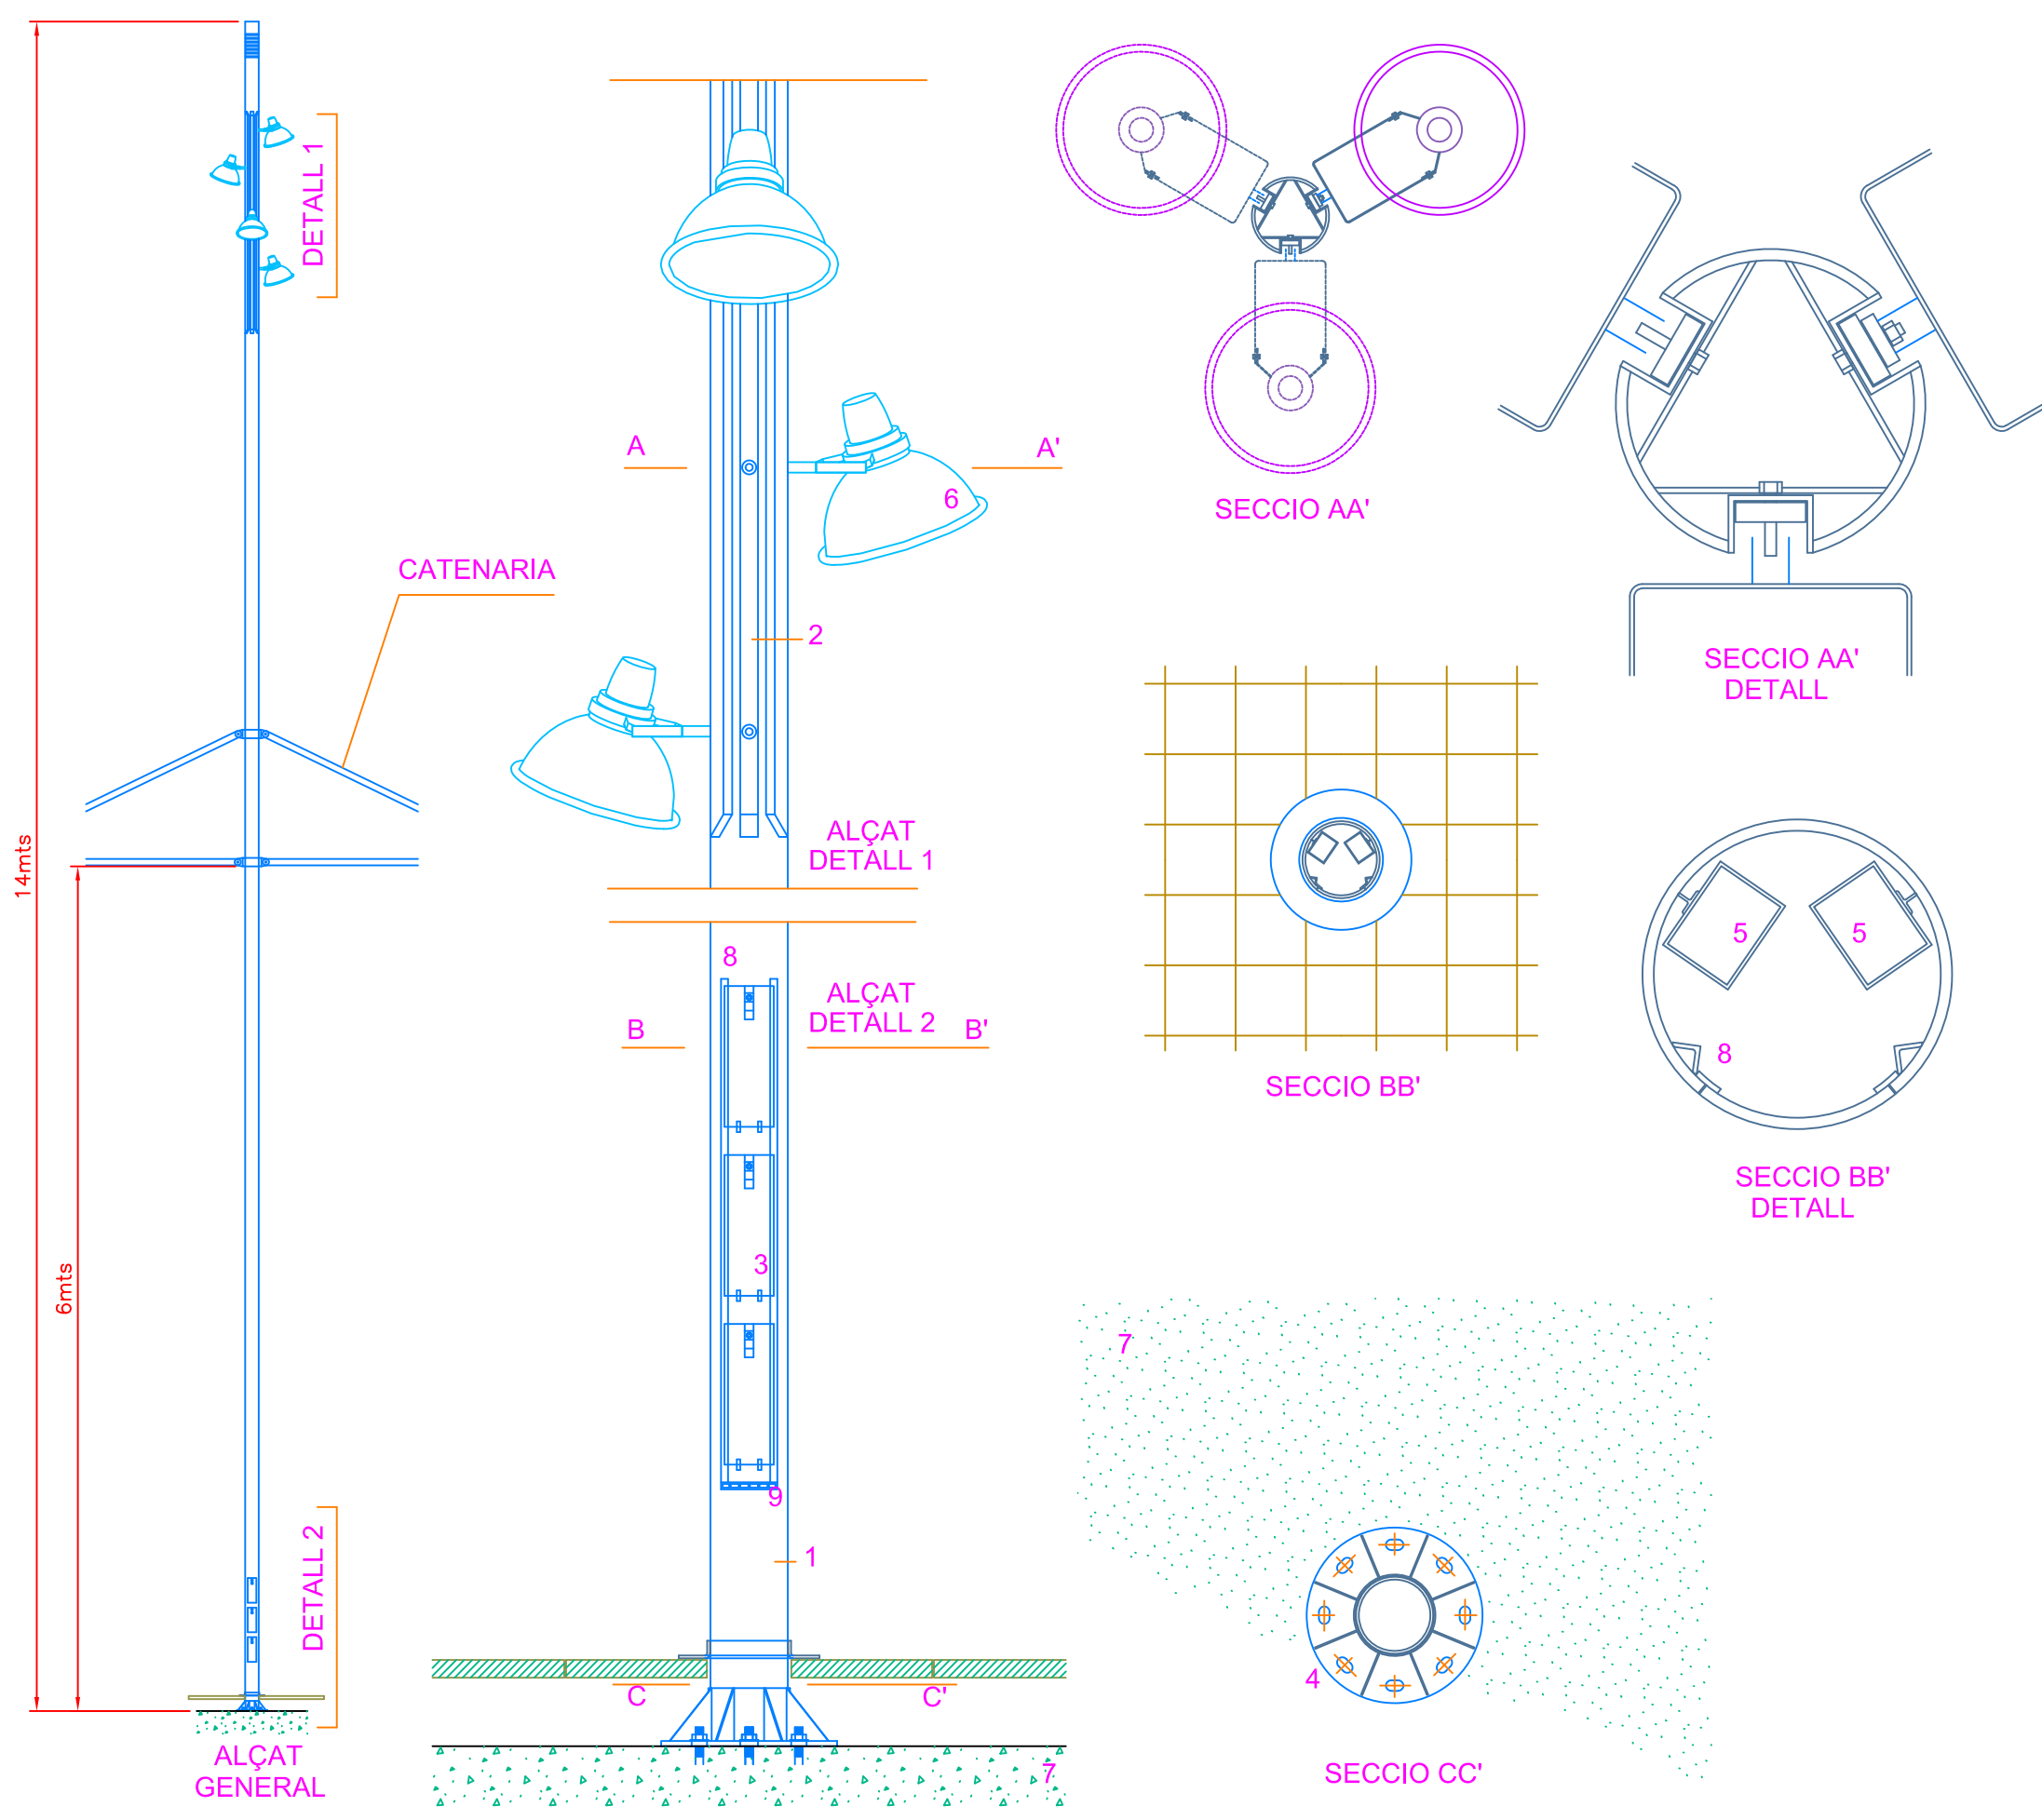 14mts
6mts
DETALL 1
CATENARIA
DETALL 2
ALÇAT
GENERAL
A
A'
6
2
ALÇAT
DETALL 1
8
ALÇAT
DETALL 2
B
B'
3
9
1
C
C'
7
SECCIO AA'
SECCIO AA'
DETALL
SECCIO BB'
5
5
8
SECCIO BB'
DETALL
7
4
SECCIO CC'